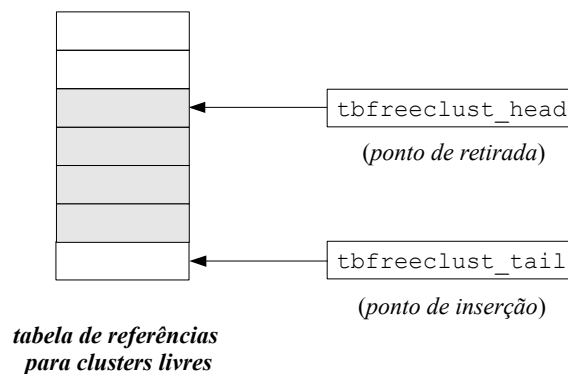 tbfreeclust_head
(ponto de retirada)
tbfreeclust_tail
(ponto de inserção)
tabela de referências
para clusters livres